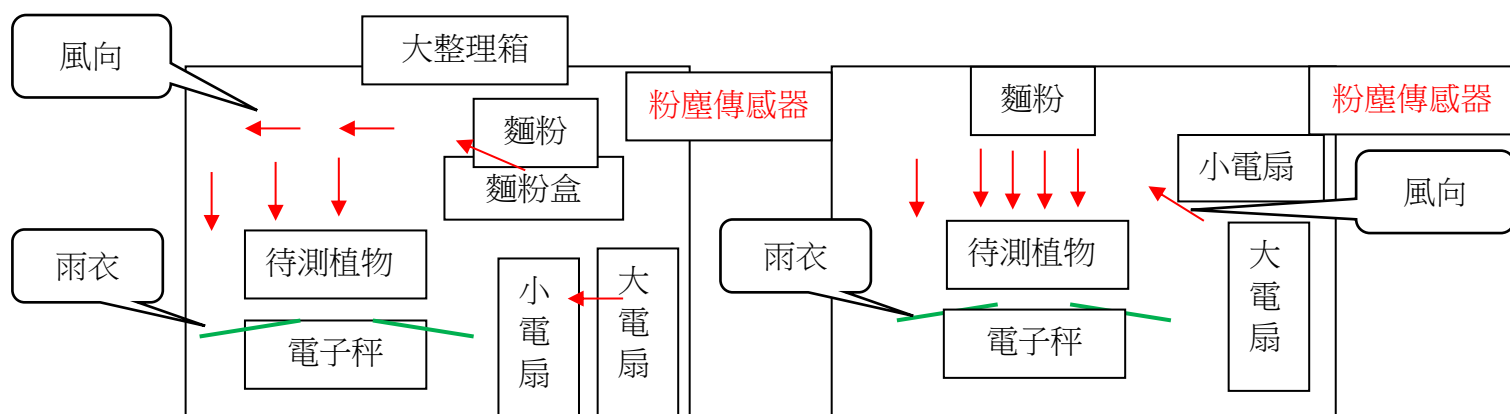 風向
大整理箱
粉塵傳感器
麵粉
麵粉盒
雨衣
待測植物
電子秤
小電扇
大電扇
麵粉
粉塵傳感器
小電扇
風向
雨衣
待測植物
電子秤
大電扇